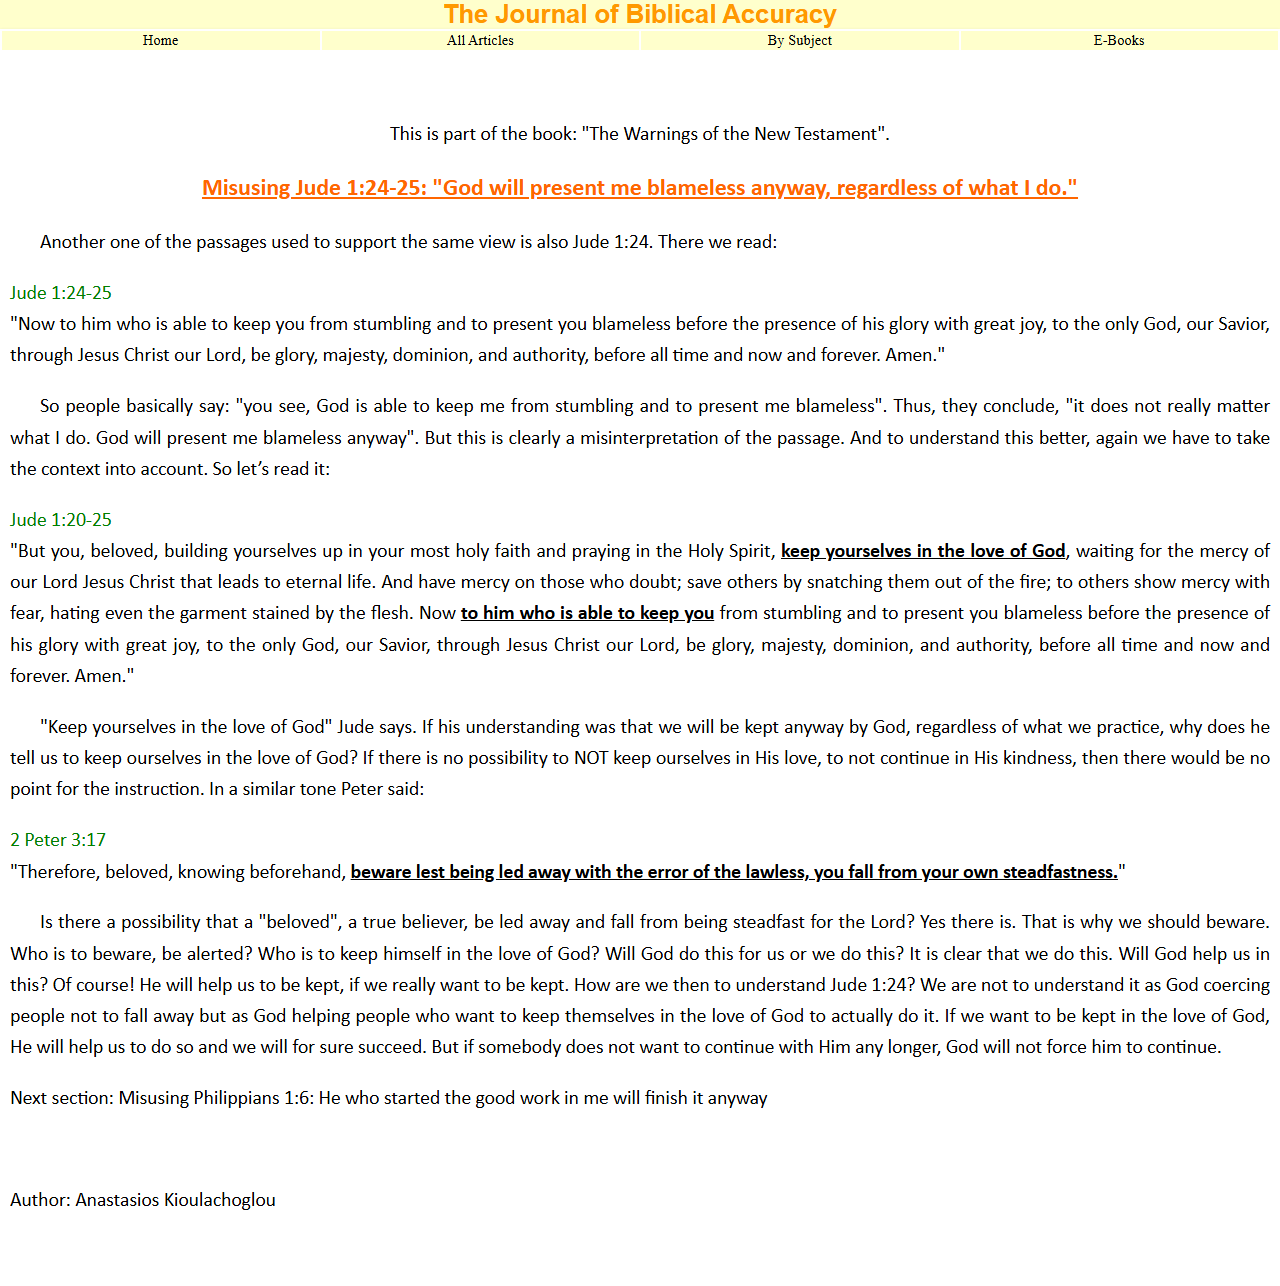 The Journal of Biblical Accuracy
Home
All Articles
By Subject
E-Books
This is part of the book: "The Warnings of the New Testament".
Misusing Jude 1:24-25: "God will present me blameless anyway, regardless of what I do."
Another one of the passages used to support the same view is also Jude 1:24. There we read:
Jude 1:24-25
"Now to him who is able to keep you from stumbling and to present you blameless before the presence of his glory with great joy, to the only God, our Savior,
through Jesus Christ our Lord, be glory, majesty, dominion, and authority, before all time and now and forever. Amen."
So people basically say: "you see, God is able to keep me from stumbling and to present me blameless". Thus, they conclude, "it does not really matter
what I do. God will present me blameless anyway". But this is clearly a misinterpretation of the passage. And to understand this better, again we have to take
the context into account. So let’s read it:
Jude 1:20-25
"But you, beloved, building yourselves up in your most holy faith and praying in the Holy Spirit, keep yourselves in the love of God, waiting for the mercy of
our Lord Jesus Christ that leads to eternal life. And have mercy on those who doubt; save others by snatching them out of the fire; to others show mercy with
fear, hating even the garment stained by the flesh. Now to him who is able to keep you from stumbling and to present you blameless before the presence of
his glory with great joy, to the only God, our Savior, through Jesus Christ our Lord, be glory, majesty, dominion, and authority, before all time and now and
forever. Amen."
"Keep yourselves in the love of God" Jude says. If his understanding was that we will be kept anyway by God, regardless of what we practice, why does he
tell us to keep ourselves in the love of God? If there is no possibility to NOT keep ourselves in His love, to not continue in His kindness, then there would be no
point for the instruction. In a similar tone Peter said:
2 Peter 3:17
"Therefore, beloved, knowing beforehand, beware lest being led away with the error of the lawless, you fall from your own steadfastness."
Is there a possibility that a "beloved", a true believer, be led away and fall from being steadfast for the Lord? Yes there is. That is why we should beware.
Who is to beware, be alerted? Who is to keep himself in the love of God? Will God do this for us or we do this? It is clear that we do this. Will God help us in
this? Of course! He will help us to be kept, if we really want to be kept. How are we then to understand Jude 1:24? We are not to understand it as God coercing
people not to fall away but as God helping people who want to keep themselves in the love of God to actually do it. If we want to be kept in the love of God,
He will help us to do so and we will for sure succeed. But if somebody does not want to continue with Him any longer, God will not force him to continue.
Next section: Misusing Philippians 1:6: He who started the good work in me will finish it anyway
Author: Anastasios Kioulachoglou